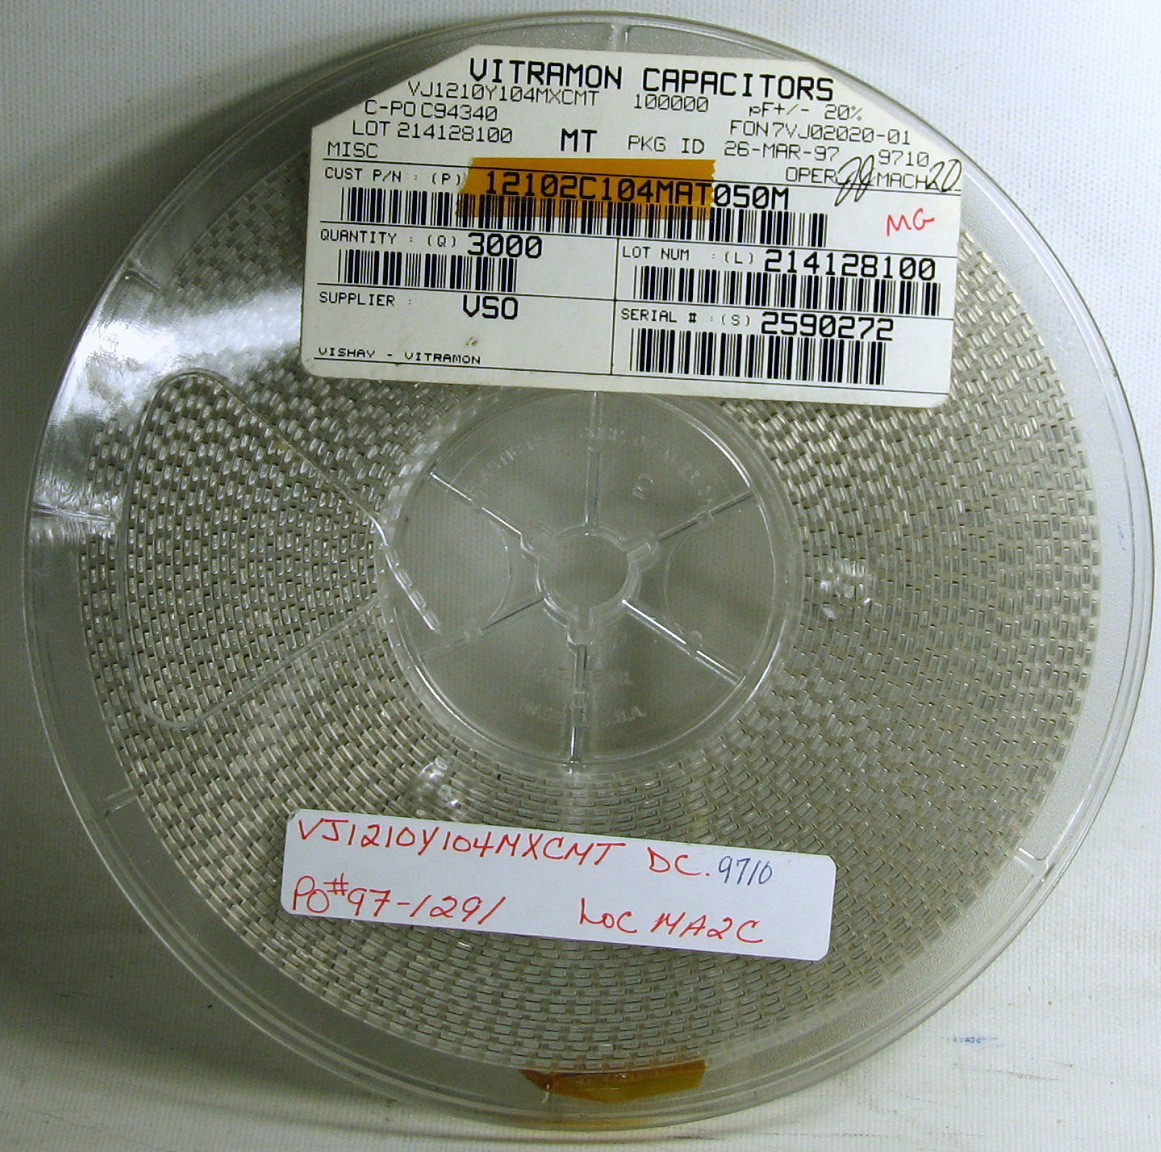 VITRAMON CAPACITORS
VJ1210Y104MXCMT 100000 pF+/- 20%
C-PO C94340 FON7VJ02020-01
LOT 214128100 MT PKG ID 26-MAR-97 9710
MISC OPER MACH 20
CUST P/N : (P) 12102C104MAT050M
MG
QUANTITY : (Q) 3000
LOT NUM : (L) 214128100
SUPPLIER : VSO
SERIAL # : (S) 2590272
VISHAY - VITRAMON
VJ1210Y104MXCMT DC. 9710
PO#97-1291 LOC MA2C